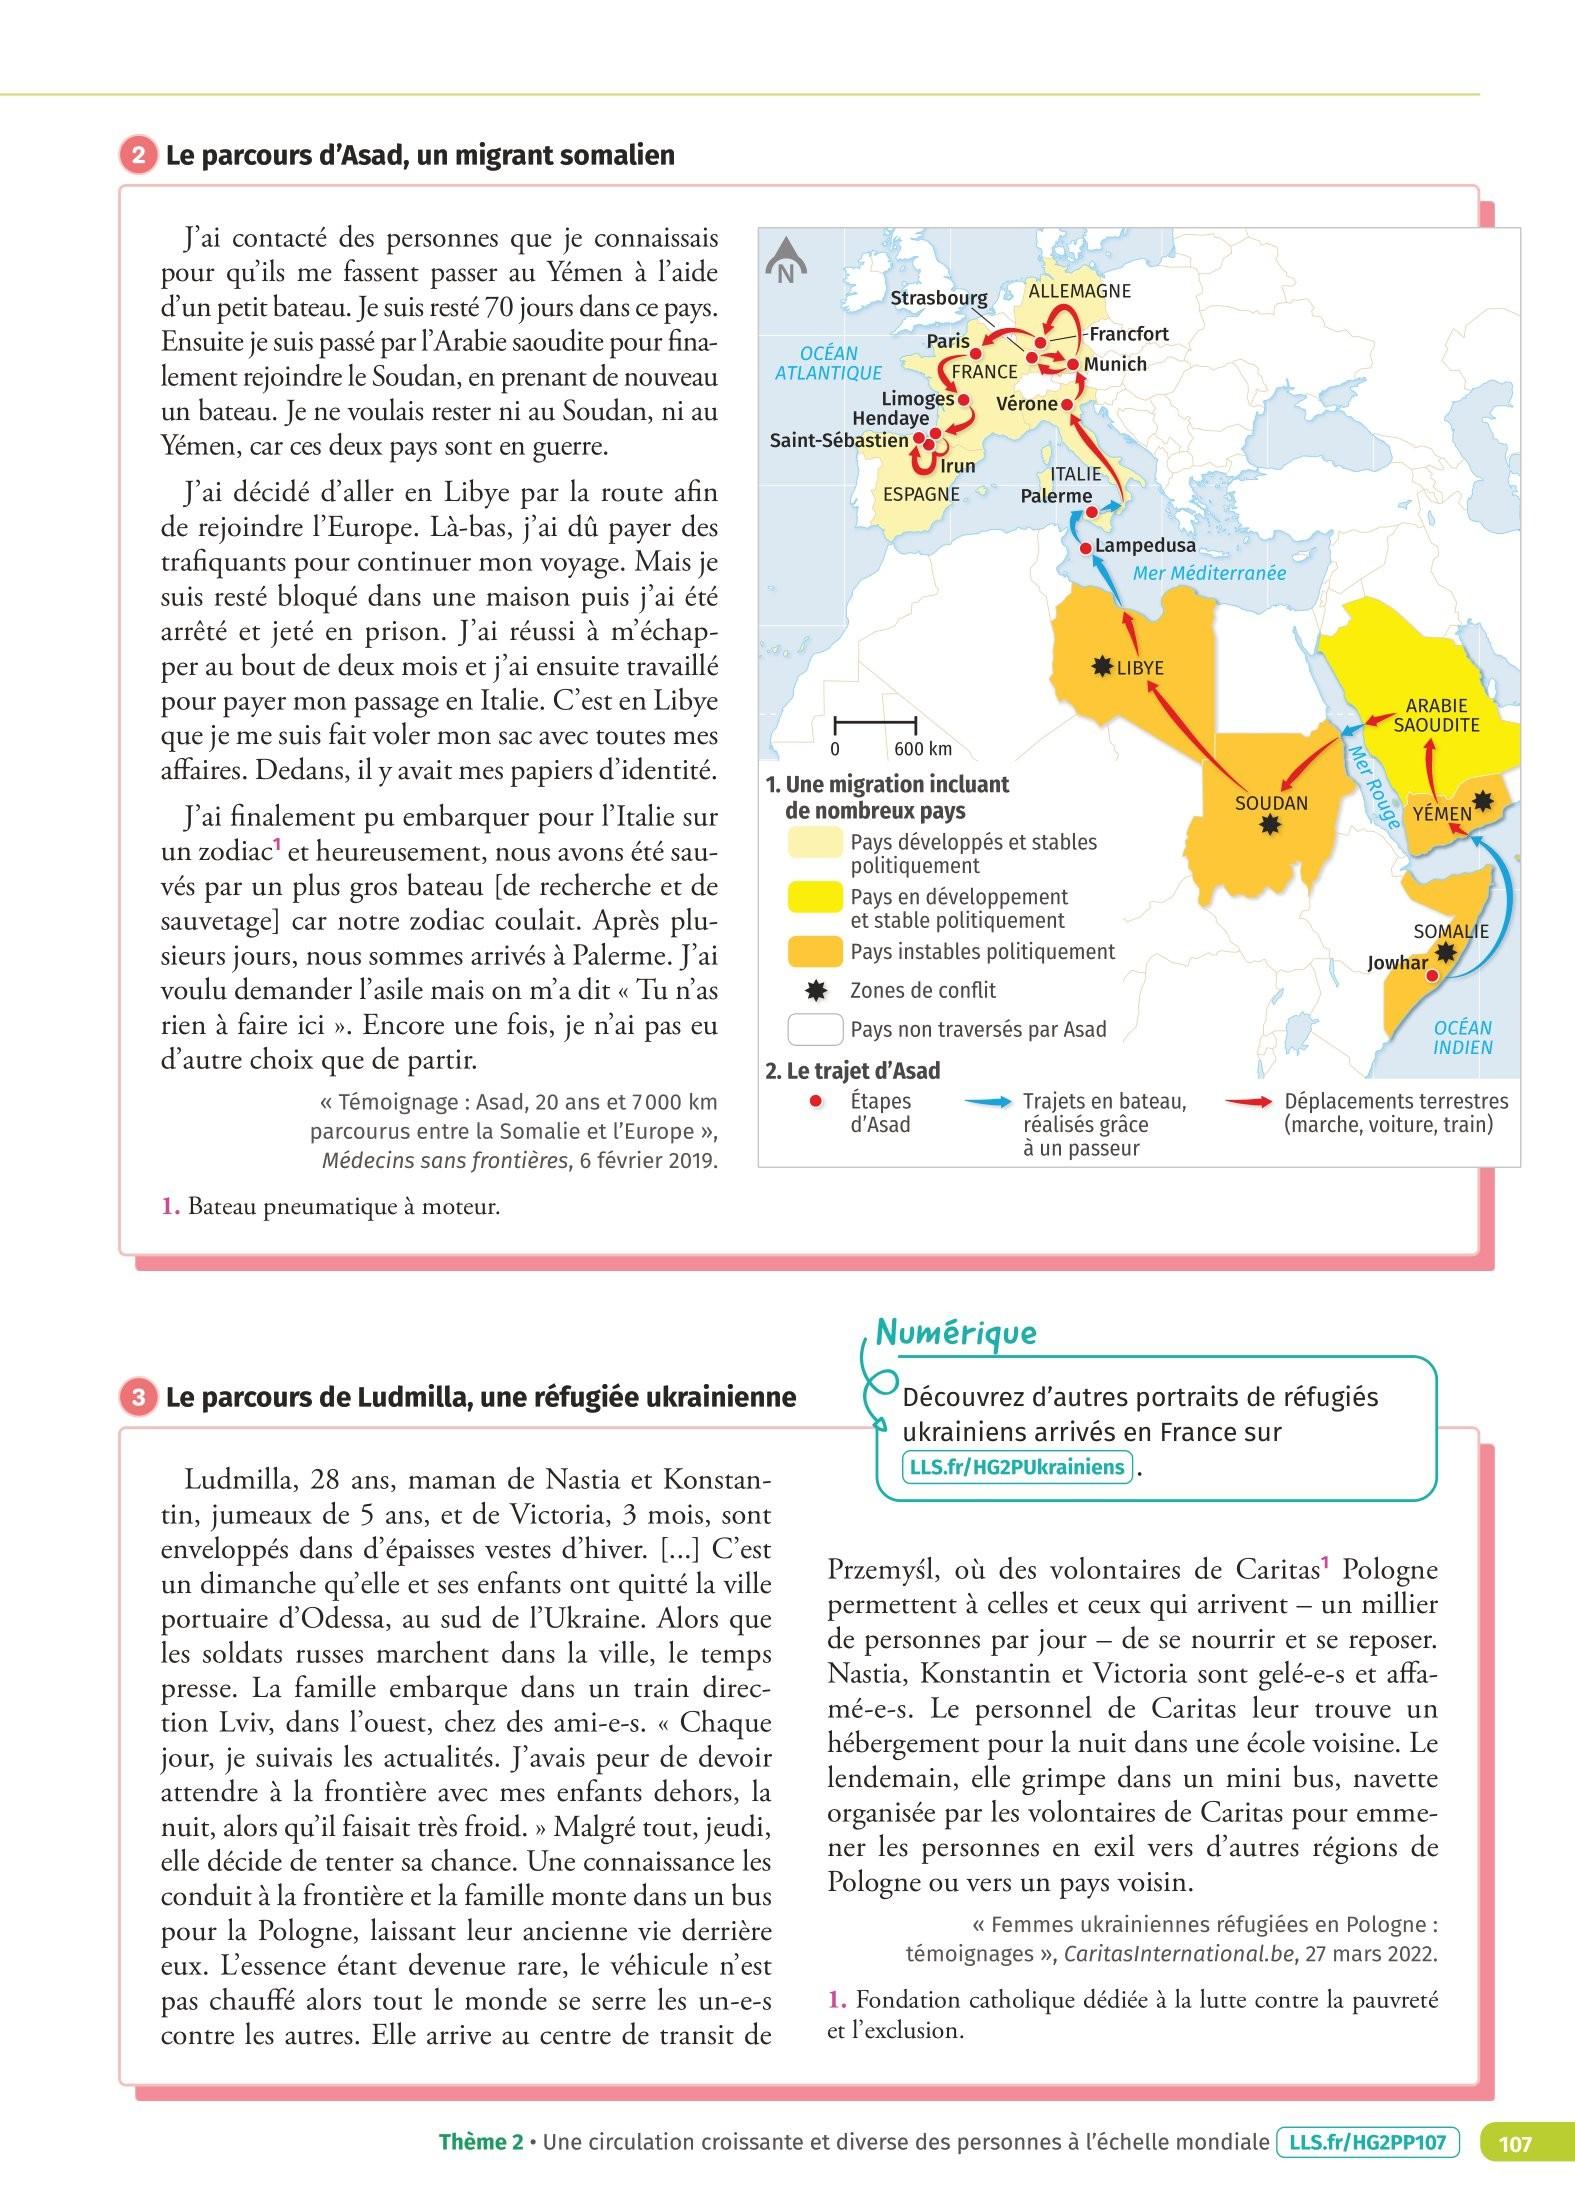 2 Le parcours d'Asad, un migrant somalien
J'ai contacté des personnes que je connaissais
pour qu'ils me fassent passer au Yémen à l'aide
d'un petit bateau. Je suis resté 70 jours dans ce pays.
Ensuite je suis passé par l'Arabie saoudite pour fina-
lement rejoindre le Soudan, en prenant de nouveau
un bateau. Je ne voulais rester ni au Soudan, ni au
Yémen, car ces deux pays sont en guerre.
J'ai décidé d'aller en Libye par la route afin
de rejoindre l'Europe. Là-bas, j'ai dû payer des
trafiquants pour continuer mon voyage. Mais je
suis resté bloqué dans une maison puis j'ai été
arrêté et jeté en prison. J'ai réussi à m'échap-
per au bout de deux mois et j'ai ensuite travaillé
pour payer mon passage en Italie. C'est en Libye
que je me suis fait voler mon sac avec toutes mes
affaires. Dedans, il y avait mes papiers d'identité.
J'ai finalement pu embarquer pour l'Italie sur
un zodiac1 et heureusement, nous avons été sau-
vés par un plus gros bateau [de recherche et de
sauvetage] car notre zodiac coulait. Après plu-
sieurs jours, nous sommes arrivés à Palerme. J'ai
voulu demander l'asile mais on m'a dit « Tu n'as
rien à faire ici ». Encore une fois, je n'ai pas eu
d'autre choix que de partir.
« Témoignage : Asad, 20 ans et 7 000 km
parcourus entre la Somalie et l'Europe »,
Médecins sans frontières, 6 février 2019.
1. Bateau pneumatique à moteur.
N
Strasbourg
ALLEMAGNE
Francfort
Paris
OCÉAN
ATLANTIQUE
FRANCE
Munich
Limoges
Vérone
Hendaye
Saint-Sébastien
Irun
ITALIE
ESPAGNE
Palerme
Lampedusa
Mer Méditerranée
LIBYE
ARABIE
SAOUDITE
0 600 km
Mer Rouge
SOUDAN
YÉMEN
SOMALIE
Jowhar
OCÉAN
INDIEN
1. Une migration incluant
de nombreux pays
Pays développés et stables
politiquement
Pays en développement
et stable politiquement
Pays instables politiquement
Zones de conflit
Pays non traversés par Asad
2. Le trajet d'Asad
Étapes
d'Asad
Trajets en bateau,
réalisés grâce
à un passeur
Déplacements terrestres
(marche, voiture, train)
Numérique
Découvrez d'autres portraits de réfugiés
ukrainiens arrivés en France sur
LLS.fr/HG2PUkrainiens .
3 Le parcours de Ludmilla, une réfugiée ukrainienne
Ludmilla, 28 ans, maman de Nastia et Konstan-
tin, jumeaux de 5 ans, et de Victoria, 3 mois, sont
enveloppés dans d'épaisses vestes d'hiver. [...] C'est
un dimanche qu'elle et ses enfants ont quitté la ville
portuaire d'Odessa, au sud de l'Ukraine. Alors que
les soldats russes marchent dans la ville, le temps
presse. La famille embarque dans un train direc-
tion Lviv, dans l'ouest, chez des ami-e-s. « Chaque
jour, je suivais les actualités. J'avais peur de devoir
attendre à la frontière avec mes enfants dehors, la
nuit, alors qu'il faisait très froid. » Malgré tout, jeudi,
elle décide de tenter sa chance. Une connaissance les
conduit à la frontière et la famille monte dans un bus
pour la Pologne, laissant leur ancienne vie derrière
eux. L'essence étant devenue rare, le véhicule n'est
pas chauffé alors tout le monde se serre les un-e-s
contre les autres. Elle arrive au centre de transit de
Przemyśl, où des volontaires de Caritas1 Pologne
permettent à celles et ceux qui arrivent – un millier
de personnes par jour – de se nourrir et se reposer.
Nastia, Konstantin et Victoria sont gelé-e-s et affa-
mé-e-s. Le personnel de Caritas leur trouve un
hébergement pour la nuit dans une école voisine. Le
lendemain, elle grimpe dans un mini bus, navette
organisée par les volontaires de Caritas pour emme-
ner les personnes en exil vers d'autres régions de
Pologne ou vers un pays voisin.
« Femmes ukrainiennes réfugiées en Pologne :
témoignages », CaritasInternational.be, 27 mars 2022.
1. Fondation catholique dédiée à la lutte contre la pauvreté
et l'exclusion.
Thème 2 • Une circulation croissante et diverse des personnes à l'échelle mondiale LLS.fr/HG2PP107 107